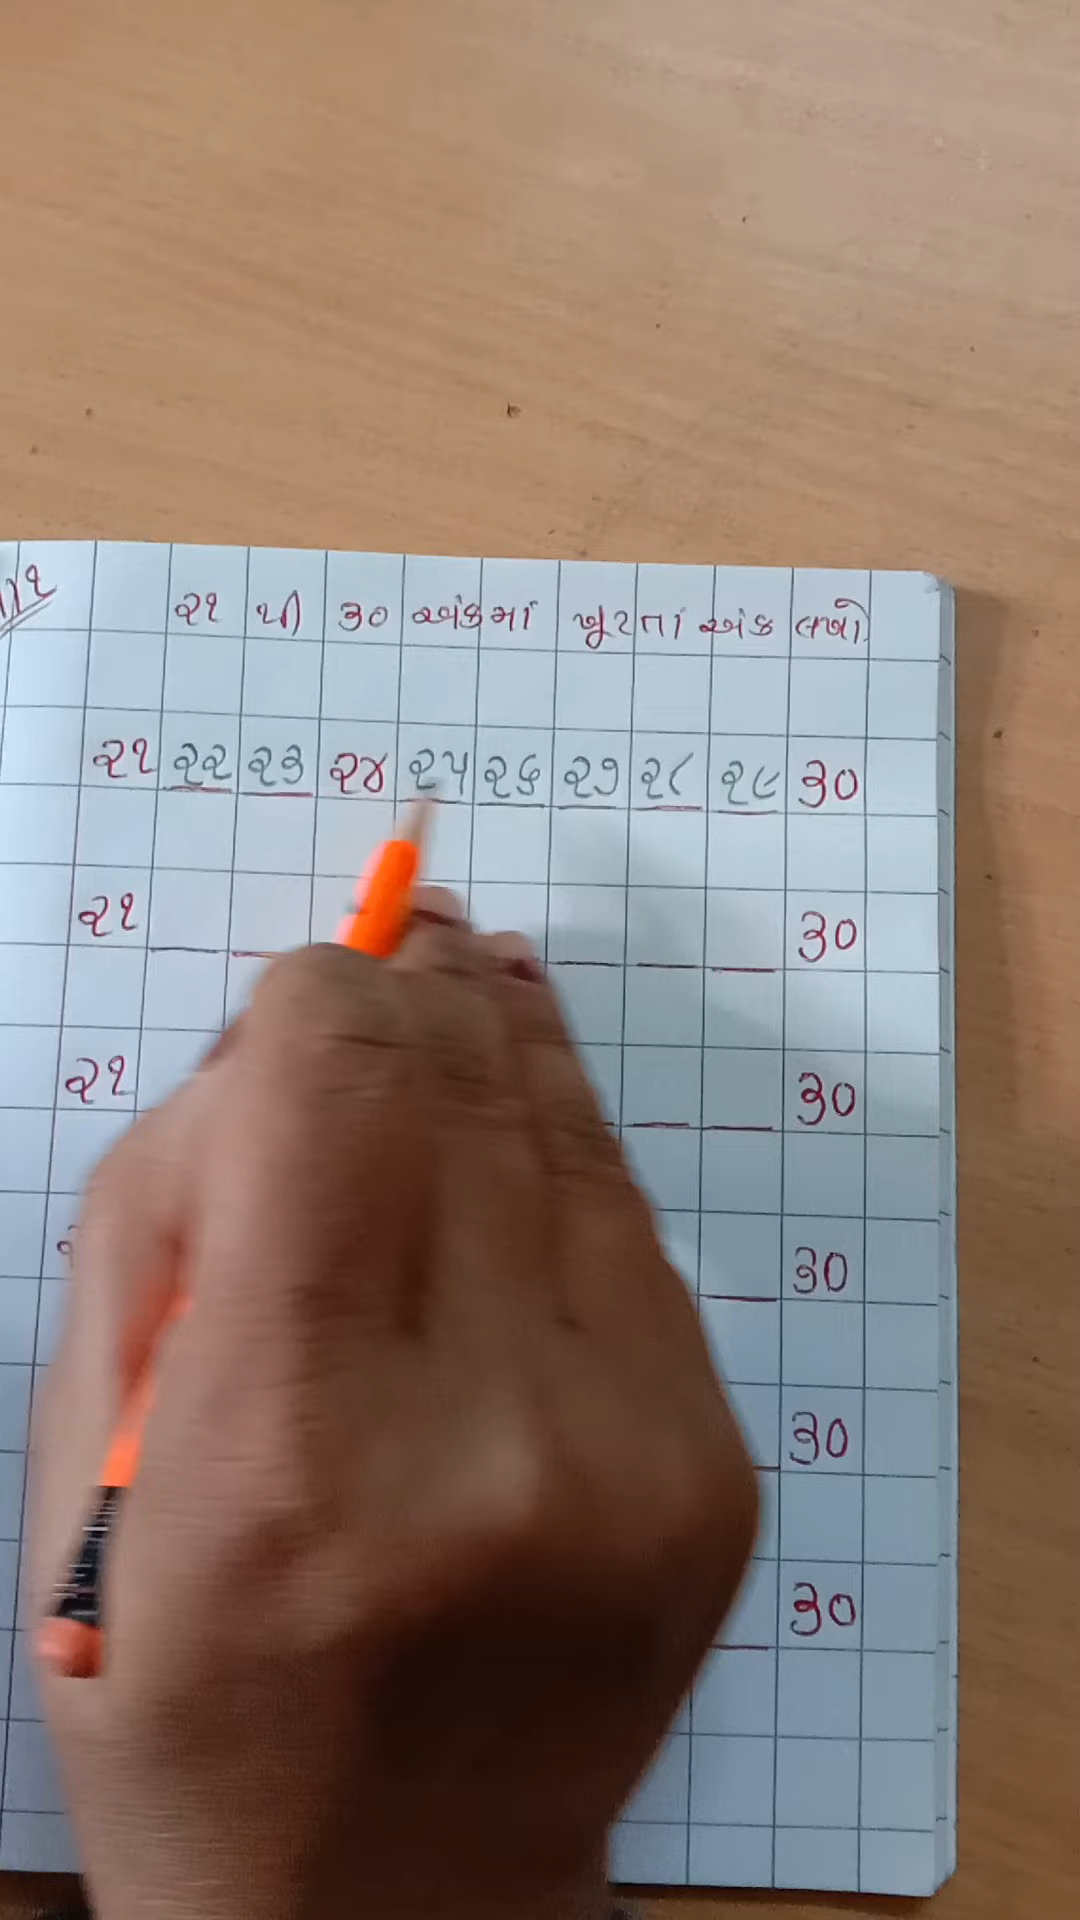 ૨૧ થી ૩૦ અંકમાં ખૂટતાં અંક લખો
૨૧ ૨૨ ૨૩ ૨૪ ૨૫ ૨૬ ૨૭ ૨૮ ૨૯ ૩૦
૨૧ ૩૦
૨૧ ૩૦
૩૦
૩૦
૩૦